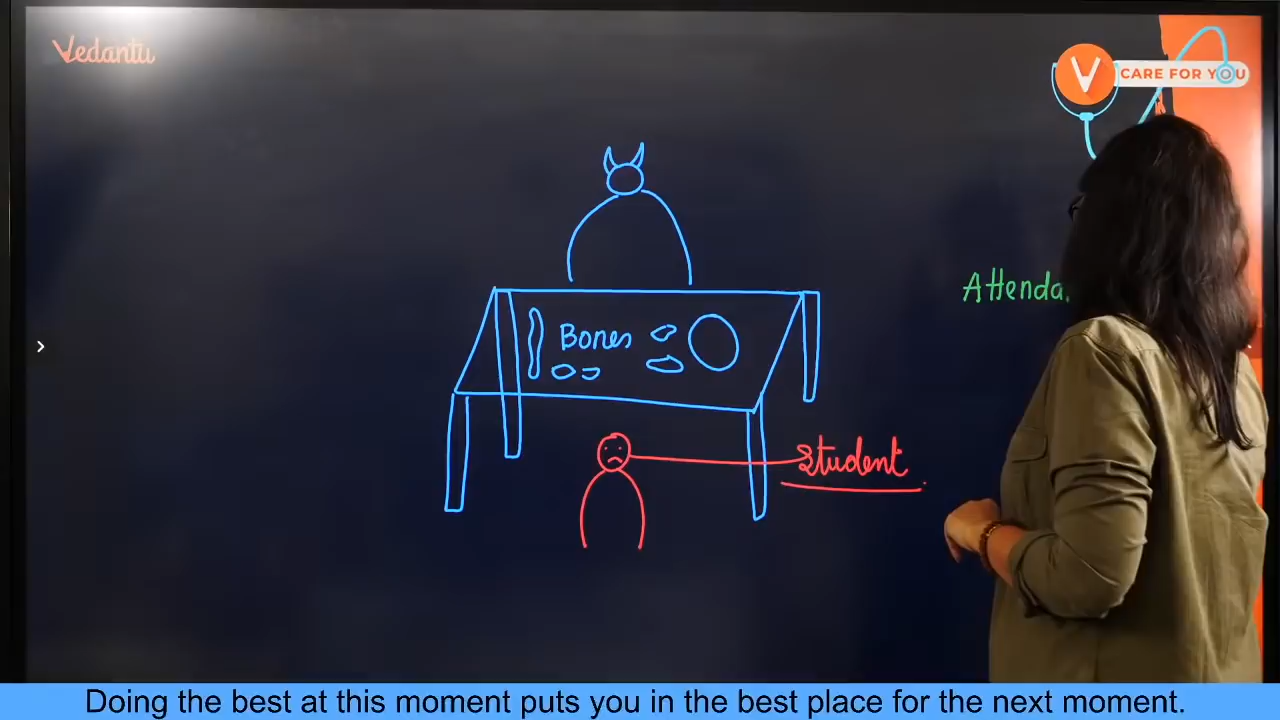 Vedantu
V CARE FOR YOU
Attenda
Bones
Student
Doing the best at this moment puts you in the best place for the next moment.